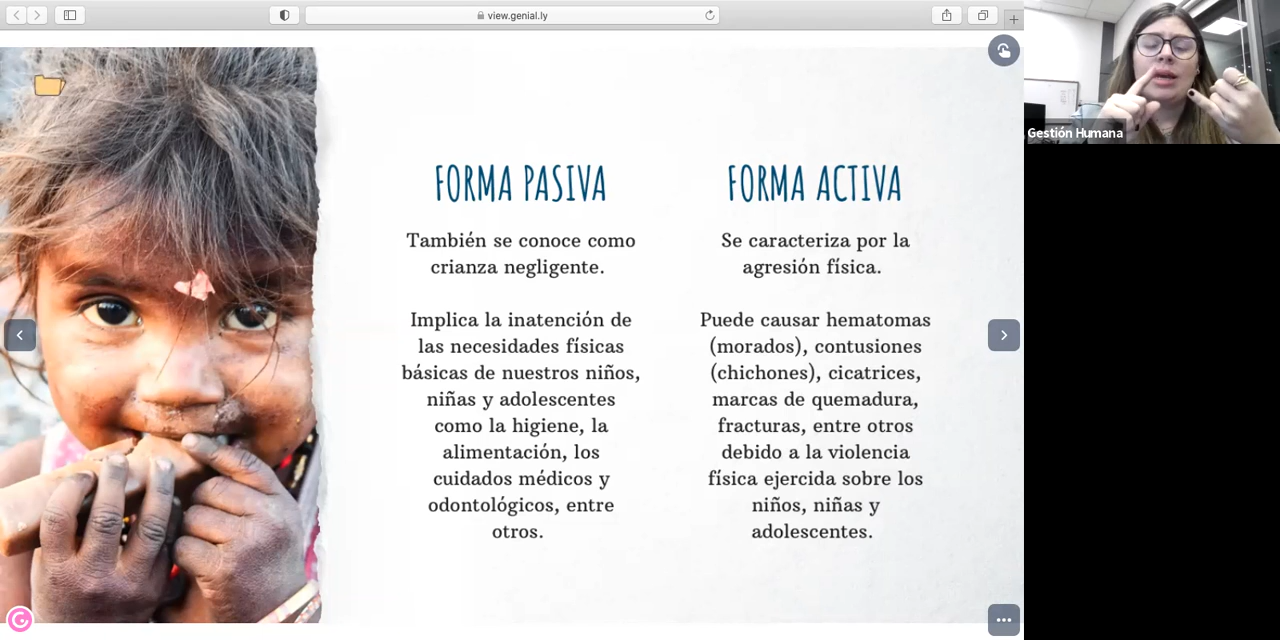 view.genial.ly
Gestión Humana
FORMA PASIVA
También se conoce como
crianza negligente.
Implica la inatención de
las necesidades físicas
básicas de nuestros niños,
niñas y adolescentes
como la higiene, la
alimentación, los
cuidados médicos y
odontológicos, entre
otros.
FORMA ACTIVA
Se caracteriza por la
agresión física.
Puede causar hematomas
(morados), contusiones
(chichones), cicatrices,
marcas de quemadura,
fracturas, entre otros
debido a la violencia
física ejercida sobre los
niños, niñas y
adolescentes.